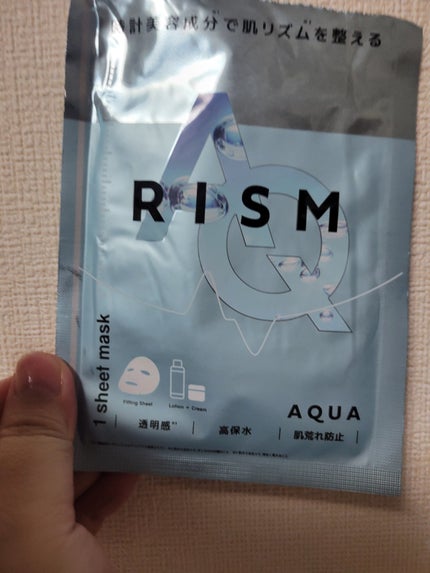 時計美容成分で肌リズムを整える
AQ
RISM
1 sheet mask
Fitting Sheet
Lotion + Cream
AQUA
透明感
高保水
肌荒れ防止